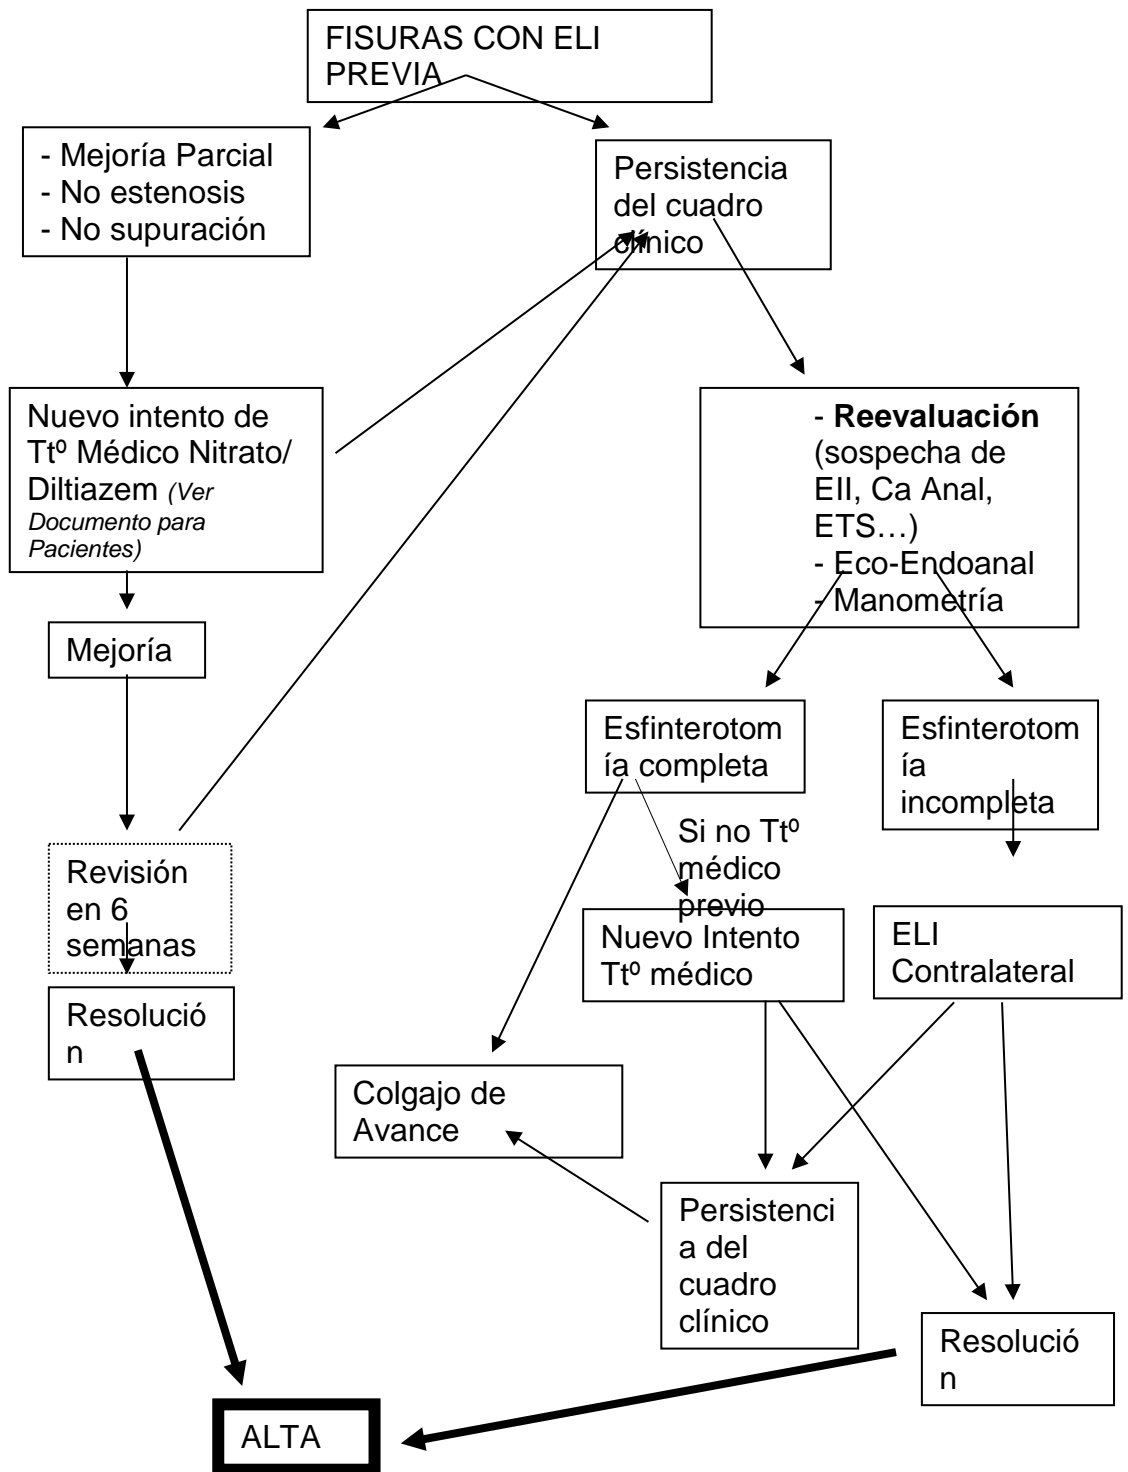 FISURAS CON ELI
PREVIA
- Mejoría Parcial
- No estenosis
- No supuración
Persistencia
del cuadro
clínico
Nuevo intento de
Ttº Médico Nitrato/
Diltiazem (Ver
Documento para
Pacientes)
- Reevaluación
(sospecha de
EII, Ca Anal,
ETS…)
- Eco-Endoanal
- Manometría
Mejoría
Esfinterotom
ía completa
Esfinterotom
ía
incompleta
Si no Ttº
médico
previo
Revisión
en 6
semanas
Nuevo Intento
Ttº médico
ELI
Contralateral
Resolució
n
Colgajo de
Avance
Persistenci
a del
cuadro
clínico
Resolució
n
ALTA